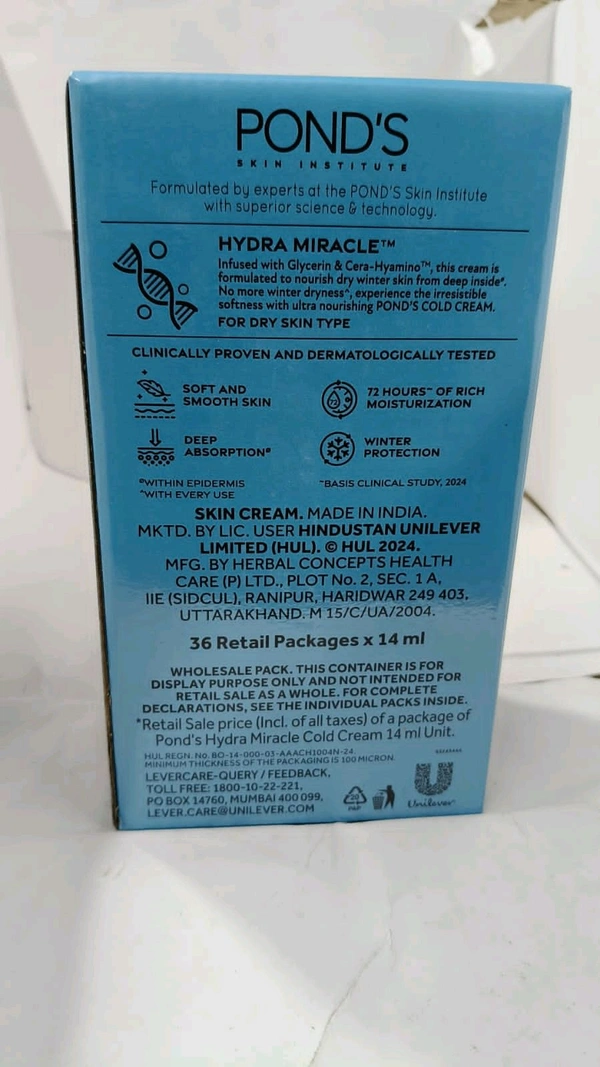 POND'S
SKIN INSTITUTE
Formulated by experts at the POND'S Skin Institute
with superior science & technology.
HYDRA MIRACLE™
Infused with Glycerin & Cera-Hyamino™, this cream is
formulated to nourish dry winter skin from deep inside#.
No more winter dryness^, experience the irresistible
softness with ultra nourishing POND'S COLD CREAM.
FOR DRY SKIN TYPE
CLINICALLY PROVEN AND DERMATOLOGICALLY TESTED
SOFT AND
SMOOTH SKIN
72 HOURS~ OF RICH
MOISTURIZATION
DEEP
ABSORPTION#
WINTER
PROTECTION
#WITHIN EPIDERMIS
^WITH EVERY USE
~BASIS CLINICAL STUDY, 2024
SKIN CREAM. MADE IN INDIA.
MKTD. BY LIC. USER HINDUSTAN UNILEVER
LIMITED (HUL). © HUL 2024.
MFG. BY HERBAL CONCEPTS HEALTH
CARE (P) LTD., PLOT No. 2, SEC. 1 A,
IIE (SIDCUL), RANIPUR, HARIDWAR 249 403,
UTTARAKHAND. M 15/C/UA/2004.
36 Retail Packages x 14 ml
WHOLESALE PACK. THIS CONTAINER IS FOR
DISPLAY PURPOSE ONLY AND NOT INTENDED FOR
RETAIL SALE AS A WHOLE. FOR COMPLETE
DECLARATIONS, SEE THE INDIVIDUAL PACKS INSIDE.
*Retail Sale price (Incl. of all taxes) of a package of
Pond's Hydra Miracle Cold Cream 14 ml Unit.
HUL REGN. No. BO-14-000-03-AAACH1004N-24.
MINIMUM THICKNESS OF THE PACKAGING IS 100 MICRON.
LEVERCARE-QUERY / FEEDBACK,
TOLL FREE: 1800-10-22-221,
PO BOX 14760, MUMBAI 400 099,
LEVER.CARE@UNILEVER.COM
20
PAP
Unilever